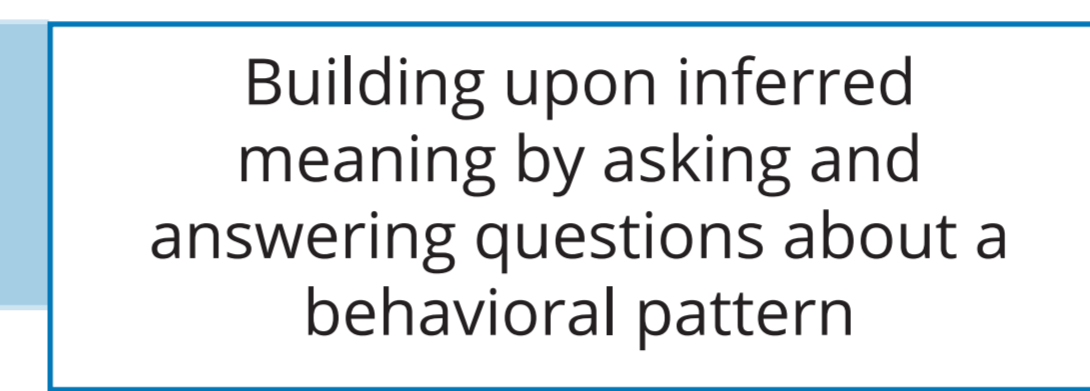 Building upon inferred
meaning by asking and
answering questions about a
behavioral pattern